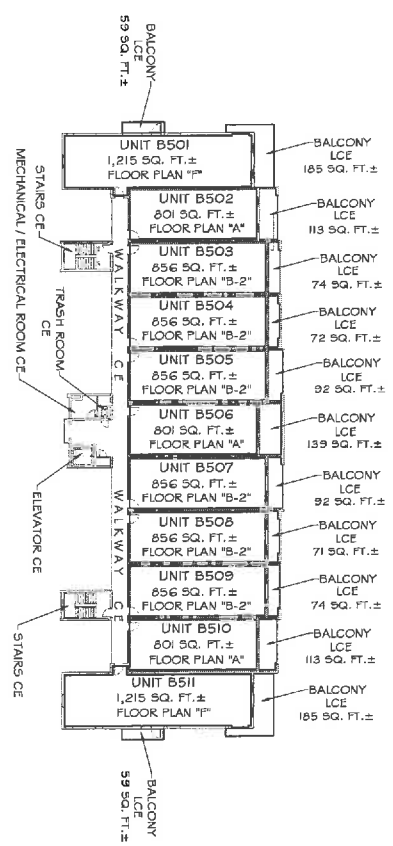 BALCONY
LCE
59 SQ. FT.±
UNIT B501
1,215 SQ. FT.±
FLOOR PLAN "F"
BALCONY
LCE
185 SQ. FT.±
UNIT B502
801 SQ. FT.±
FLOOR PLAN "A"
BALCONY
LCE
113 SQ. FT.±
UNIT B503
856 SQ. FT.±
FLOOR PLAN "B-2"
BALCONY
LCE
74 SQ. FT.±
UNIT B504
856 SQ. FT.±
FLOOR PLAN "B-2"
BALCONY
LCE
72 SQ. FT.±
UNIT B505
856 SQ. FT.±
FLOOR PLAN "B-2"
BALCONY
LCE
92 SQ. FT.±
UNIT B506
801 SQ. FT.±
FLOOR PLAN "A"
BALCONY
LCE
139 SQ. FT.±
UNIT B507
856 SQ. FT.±
FLOOR PLAN "B-2"
BALCONY
LCE
92 SQ. FT.±
UNIT B508
856 SQ. FT.±
FLOOR PLAN "B-2"
BALCONY
LCE
71 SQ. FT.±
UNIT B509
856 SQ. FT.±
FLOOR PLAN "B-2"
BALCONY
LCE
74 SQ. FT.±
UNIT B510
801 SQ. FT.±
FLOOR PLAN "A"
BALCONY
LCE
113 SQ. FT.±
UNIT B511
1,215 SQ. FT.±
FLOOR PLAN "F"
BALCONY
LCE
185 SQ. FT.±
BALCONY
LCE
59 SQ. FT.±
STAIRS CE
MECHANICAL / ELECTRICAL ROOM CE
TRASH ROOM
CE
WALKWAY CE
WALKWAY CE
ELEVATOR CE
STAIRS CE